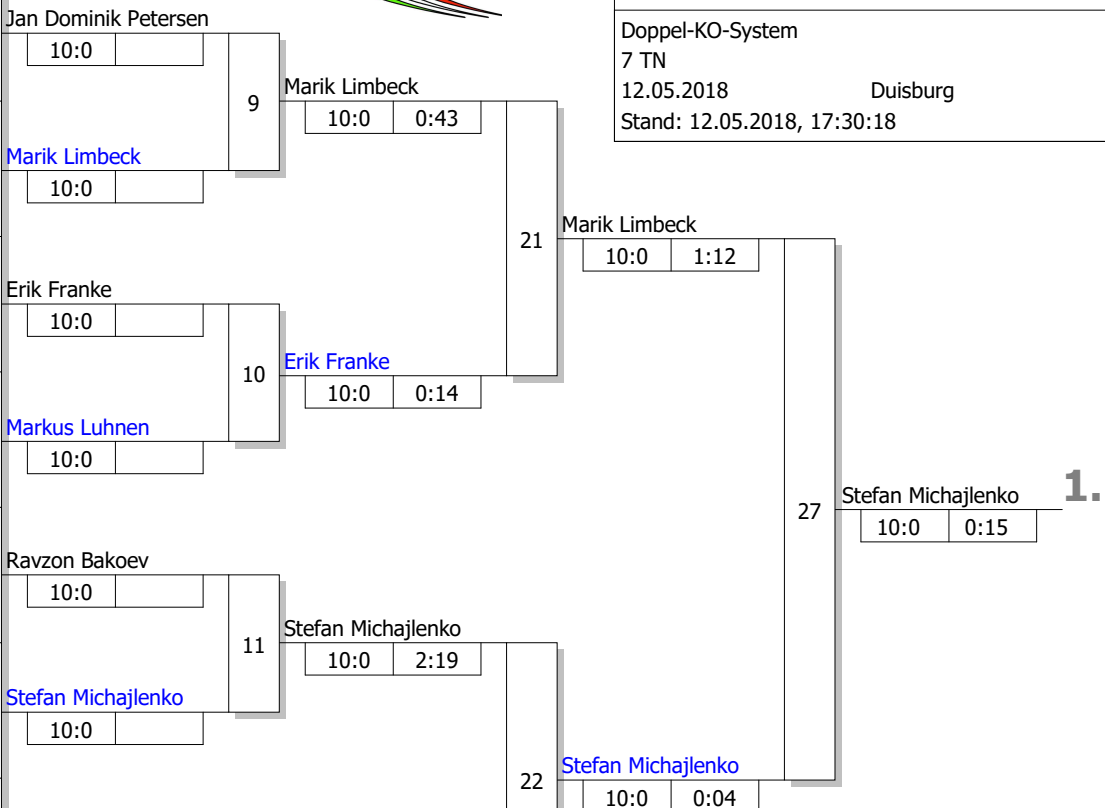 Jan Dominik Petersen
10:0
Doppel-KO-System
7 TN
12.05.2018 Duisburg
Stand: 12.05.2018, 17:30:18
9
Marik Limbeck
10:0 0:43
Marik Limbeck
10:0
21
Marik Limbeck
10:0 1:12
Erik Franke
10:0
10
Erik Franke
10:0 0:14
Markus Luhnen
10:0
27
Stefan Michajlenko 1.
10:0 0:15
Ravzon Bakoev
10:0
11
Stefan Michajlenko
10:0 2:19
Stefan Michajlenko
10:0
22
Stefan Michajlenko
10:0 0:04